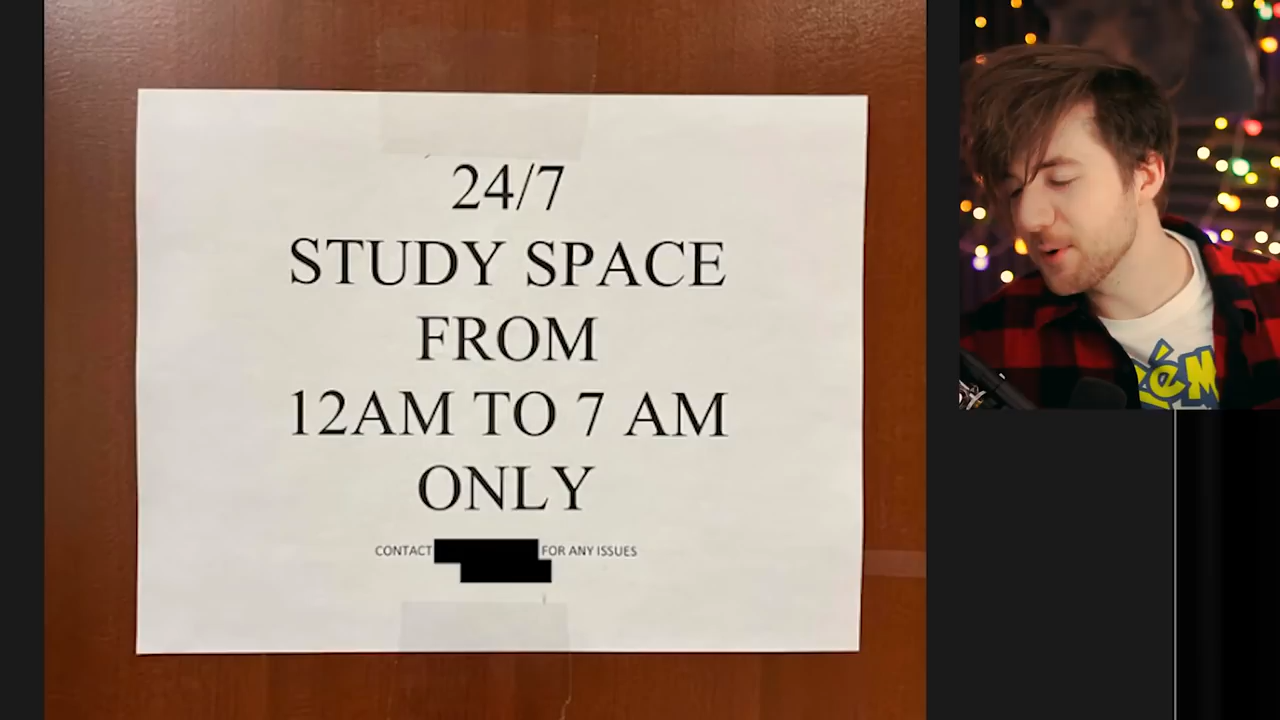 24/7
STUDY SPACE
FROM
12AM TO 7 AM
ONLY
CONTACT FOR ANY ISSUES